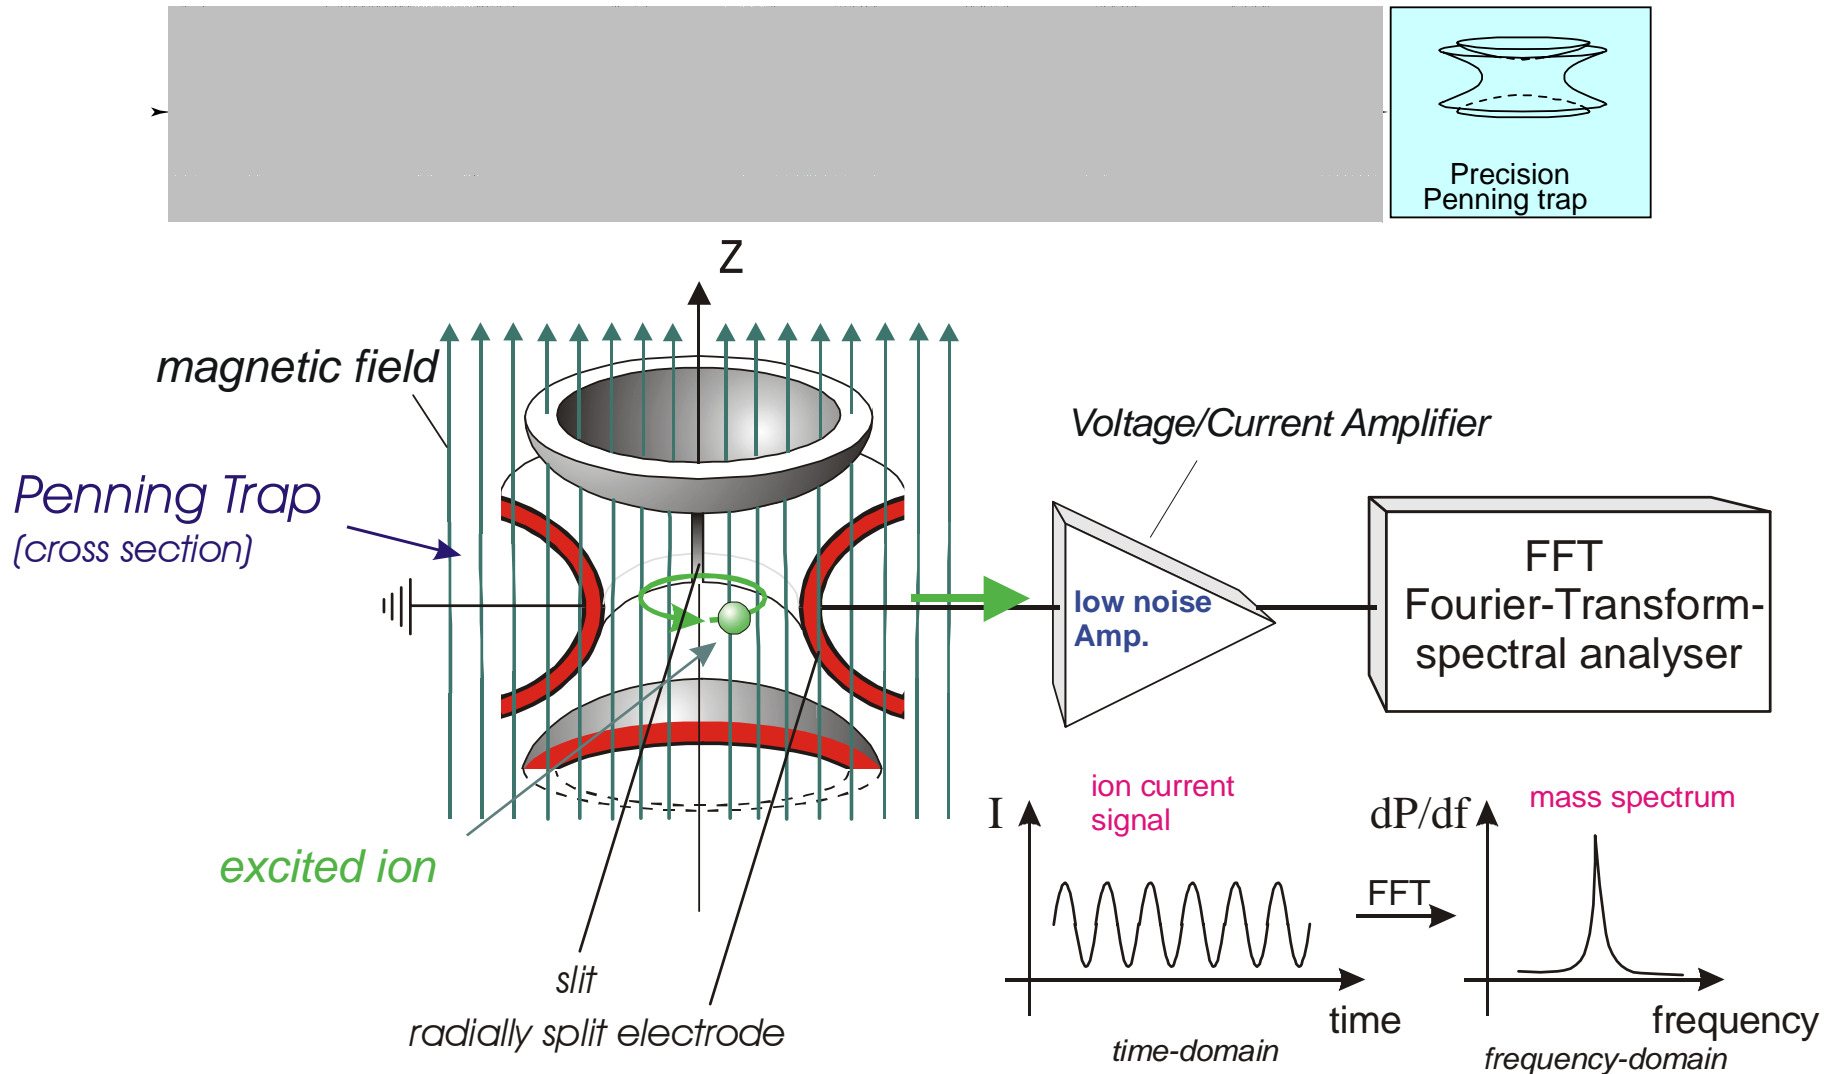 Precision
Penning trap
Z
magnetic field
Voltage/Current Amplifier
Penning Trap
(cross section)
low noise
Amp.
FFT
Fourier-Transform-
spectral analyser
excited ion
slit
radially split electrode
ion current
signal
I
time
time-domain
FFT
dP/df
mass spectrum
frequency
frequency-domain